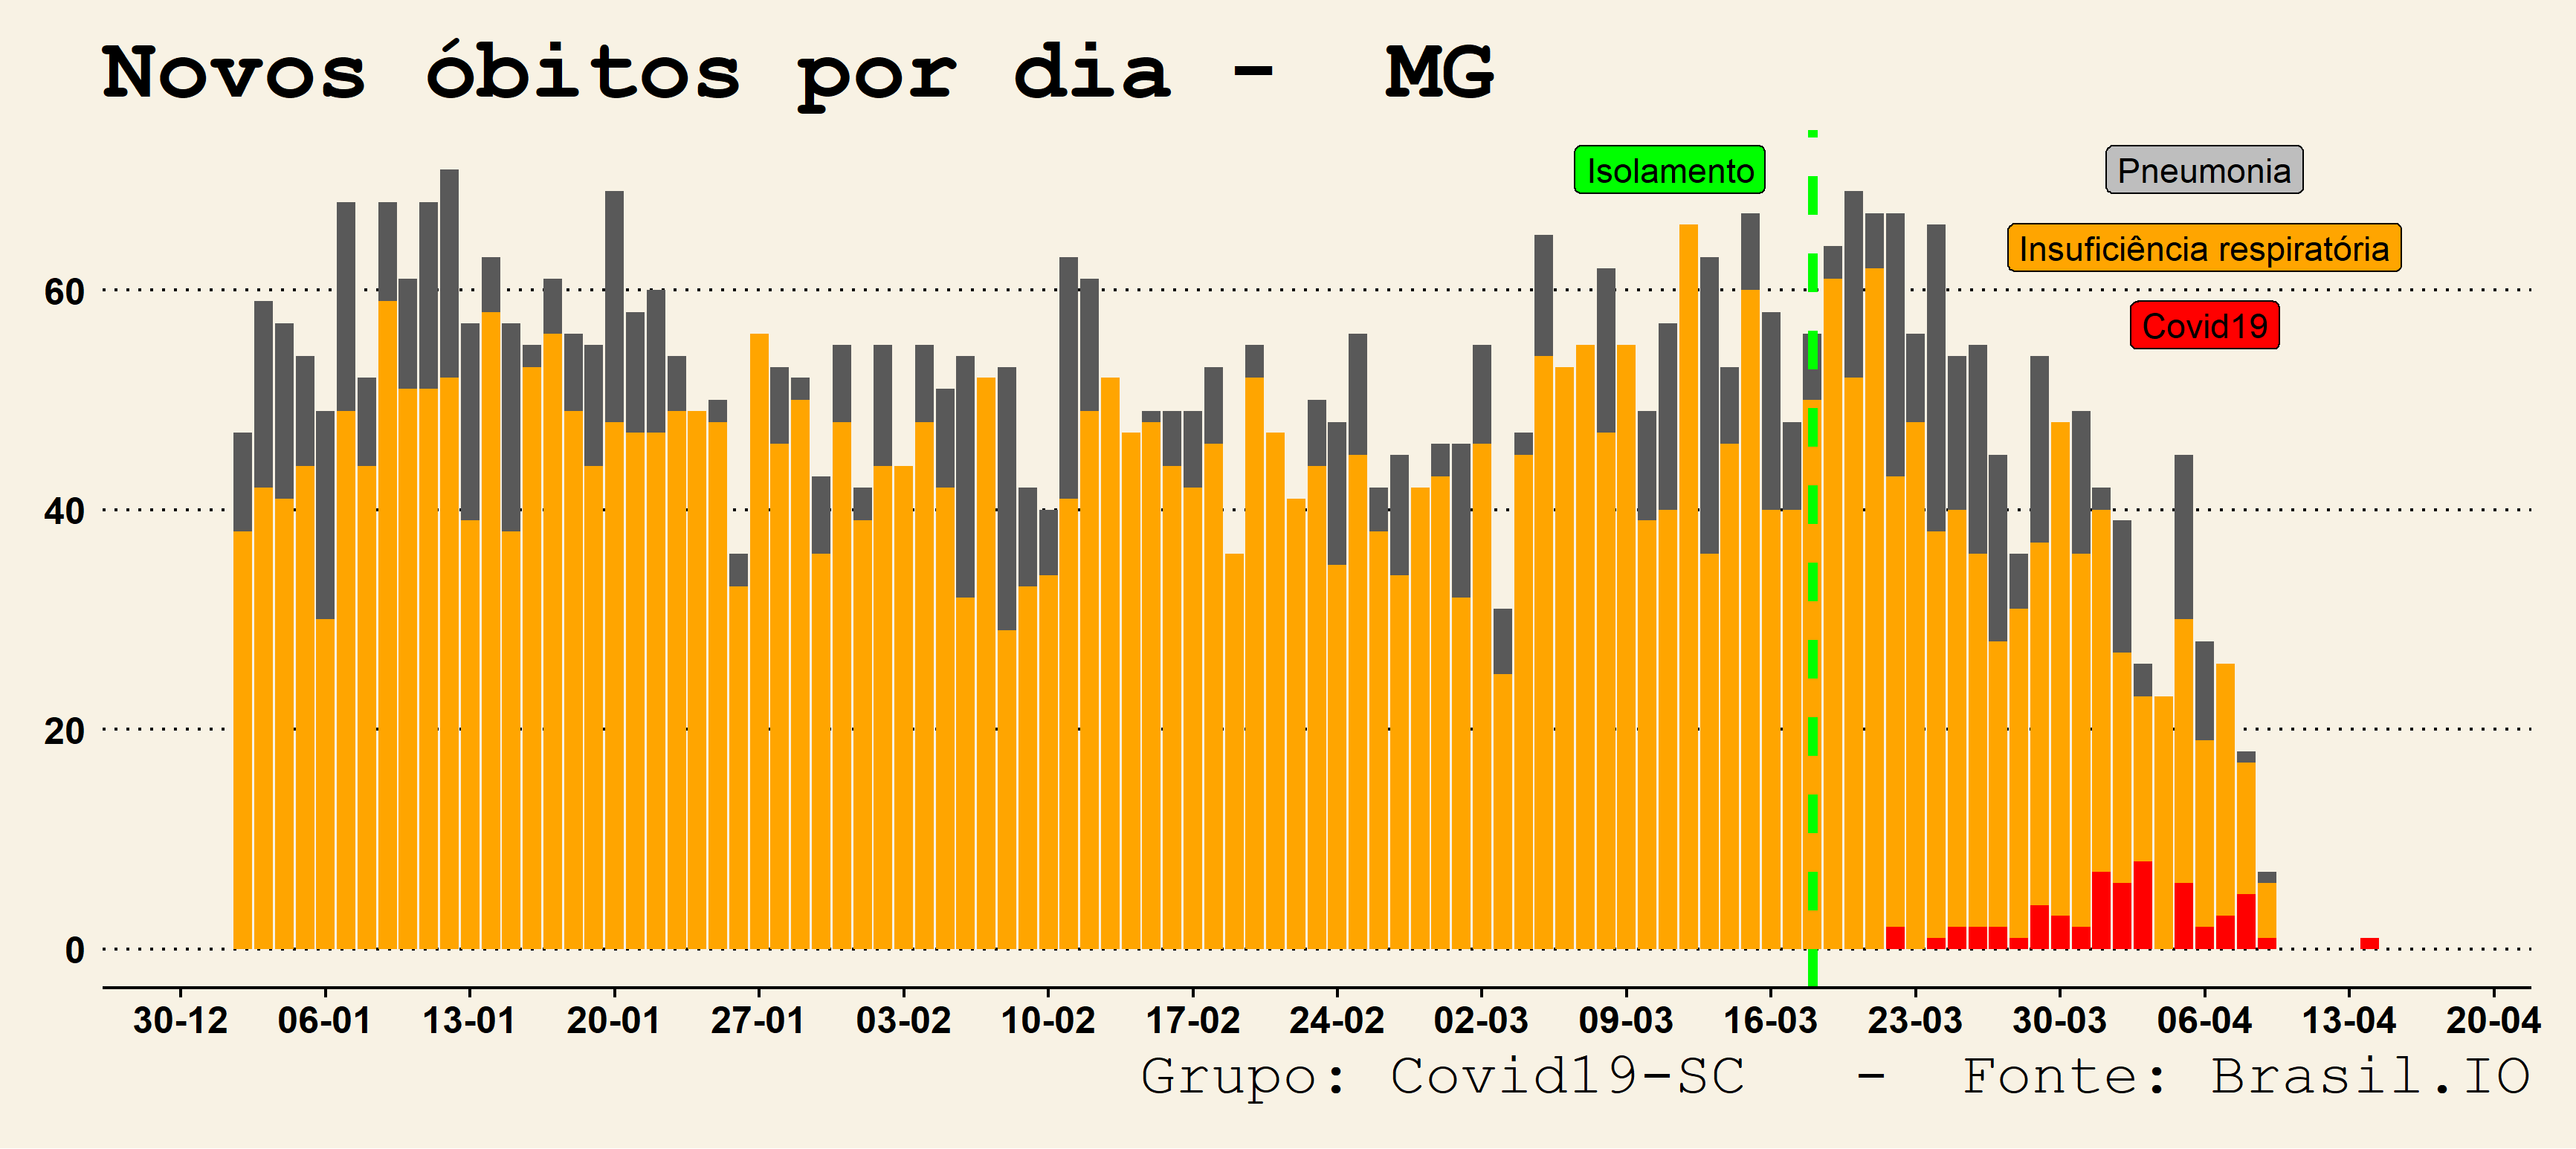 Novos óbitos por dia -  MG
Isolamento
Pneumonia
Insuficiência respiratória
Covid19
60
40
20
0
30-12 06-01 13-01 20-01 27-01 03-02 10-02 17-02 24-02 02-03 09-03 16-03 23-03 30-03 06-04 13-04 20-04
Grupo: Covid19-SC   -  Fonte: Brasil.IO